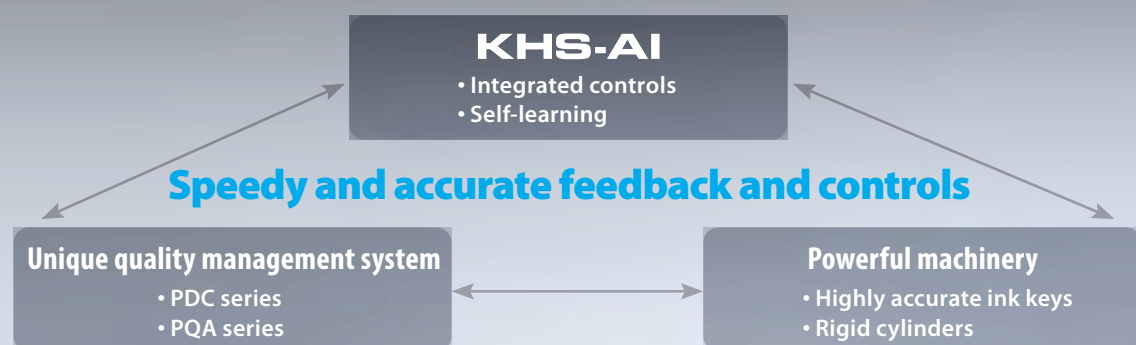 KHS-AI
• Integrated controls
• Self-learning
Speedy and accurate feedback and controls
Unique quality management system
• PDC series
• PQA series
Powerful machinery
• Highly accurate ink keys
• Rigid cylinders